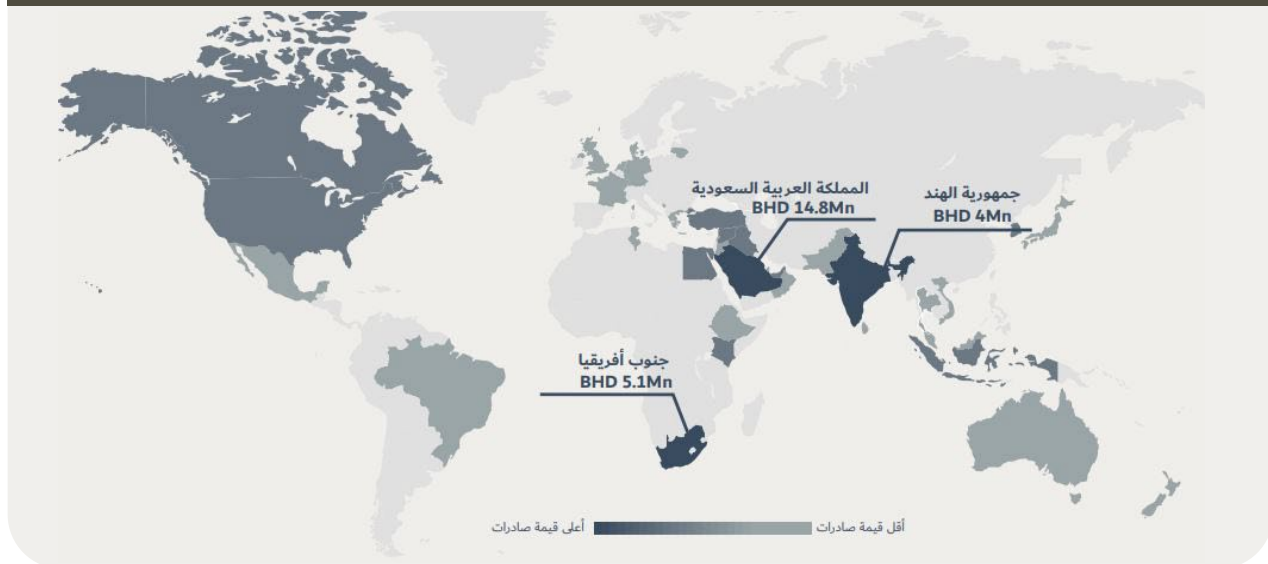 المملكة العربية السعودية
BHD 14.8Mn
جمهورية الهند
BHD 4Mn
جنوب أفريقيا
BHD 5.1Mn
أعلى قيمة صادرات
أقل قيمة صادرات